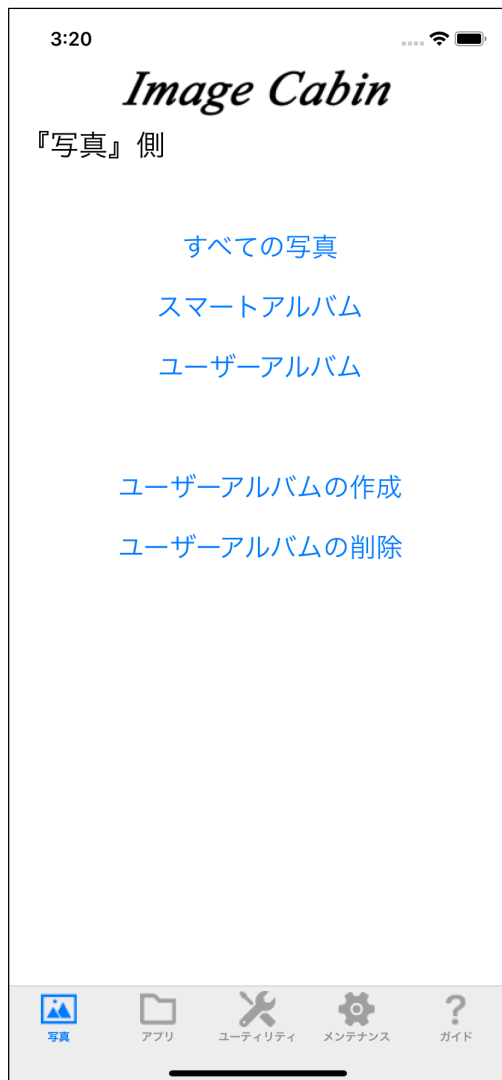 3:20
Image Cabin
『写真』側
すべての写真
スマートアルバム
ユーザーアルバム
ユーザーアルバムの作成
ユーザーアルバムの削除
写真 アプリ ユーティリティ メンテナンス ガイド